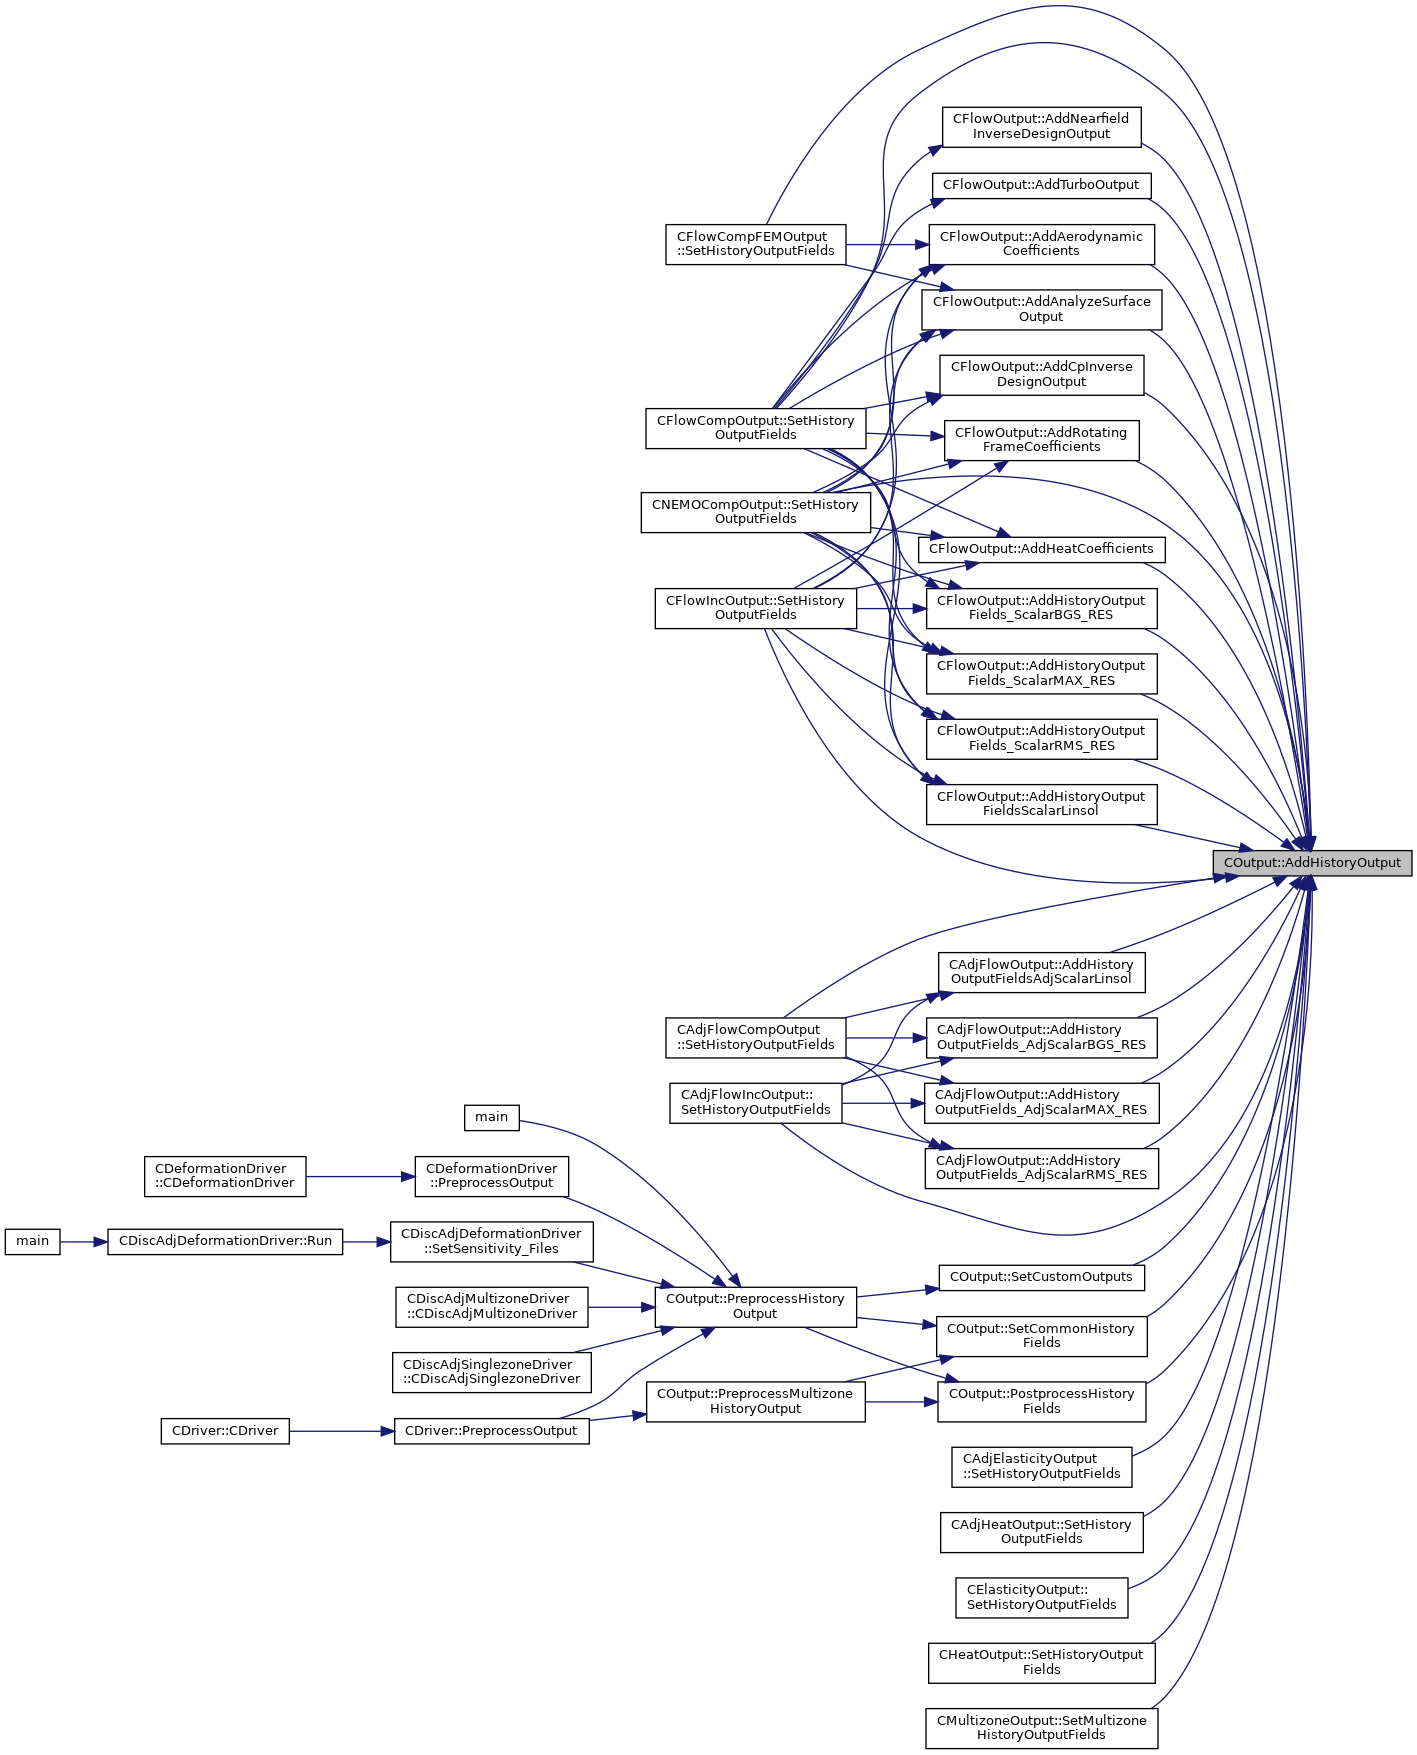 CFlowOutput::AddNearfield
InverseDesignOutput
CFlowOutput::AddTurboOutput
CFlowCompFEMOutput
::SetHistoryOutputFields
CFlowOutput::AddAerodynamic
Coefficients
CFlowOutput::AddAnalyzeSurface
Output
CFlowOutput::AddCpInverse
DesignOutput
CFlowCompOutput::SetHistory
OutputFields
CFlowOutput::AddRotating
FrameCoefficients
CNEMOCompOutput::SetHistory
OutputFields
CFlowOutput::AddHeatCoefficients
CFlowIncOutput::SetHistory
OutputFields
CFlowOutput::AddHistoryOutput
Fields_ScalarBGS_RES
CFlowOutput::AddHistoryOutput
Fields_ScalarMAX_RES
CFlowOutput::AddHistoryOutput
Fields_ScalarRMS_RES
CFlowOutput::AddHistoryOutput
FieldsScalarLinsol
COutput::AddHistoryOutput
CAdjFlowOutput::AddHistory
OutputFieldsAdjScalarLinsol
CAdjFlowCompOutput
::SetHistoryOutputFields
CAdjFlowOutput::AddHistory
OutputFields_AdjScalarBGS_RES
CAdjFlowIncOutput::
SetHistoryOutputFields
CAdjFlowOutput::AddHistory
OutputFields_AdjScalarMAX_RES
main
CAdjFlowOutput::AddHistory
OutputFields_AdjScalarRMS_RES
CDeformationDriver
::CDeformationDriver
CDeformationDriver
::PreprocessOutput
main
CDiscAdjDeformationDriver::Run
CDiscAdjDeformationDriver
::SetSensitivity_Files
COutput::SetCustomOutputs
CDiscAdjMultizoneDriver
::CDiscAdjMultizoneDriver
COutput::PreprocessHistory
Output
COutput::SetCommonHistory
Fields
CDiscAdjSinglezoneDriver
::CDiscAdjSinglezoneDriver
COutput::PreprocessMultizone
HistoryOutput
COutput::PostprocessHistory
Fields
CDriver::CDriver
CDriver::PreprocessOutput
CAdjElasticityOutput
::SetHistoryOutputFields
CAdjHeatOutput::SetHistory
OutputFields
CElasticityOutput::
SetHistoryOutputFields
CHeatOutput::SetHistoryOutput
Fields
CMultizoneOutput::SetMultizone
HistoryOutputFields